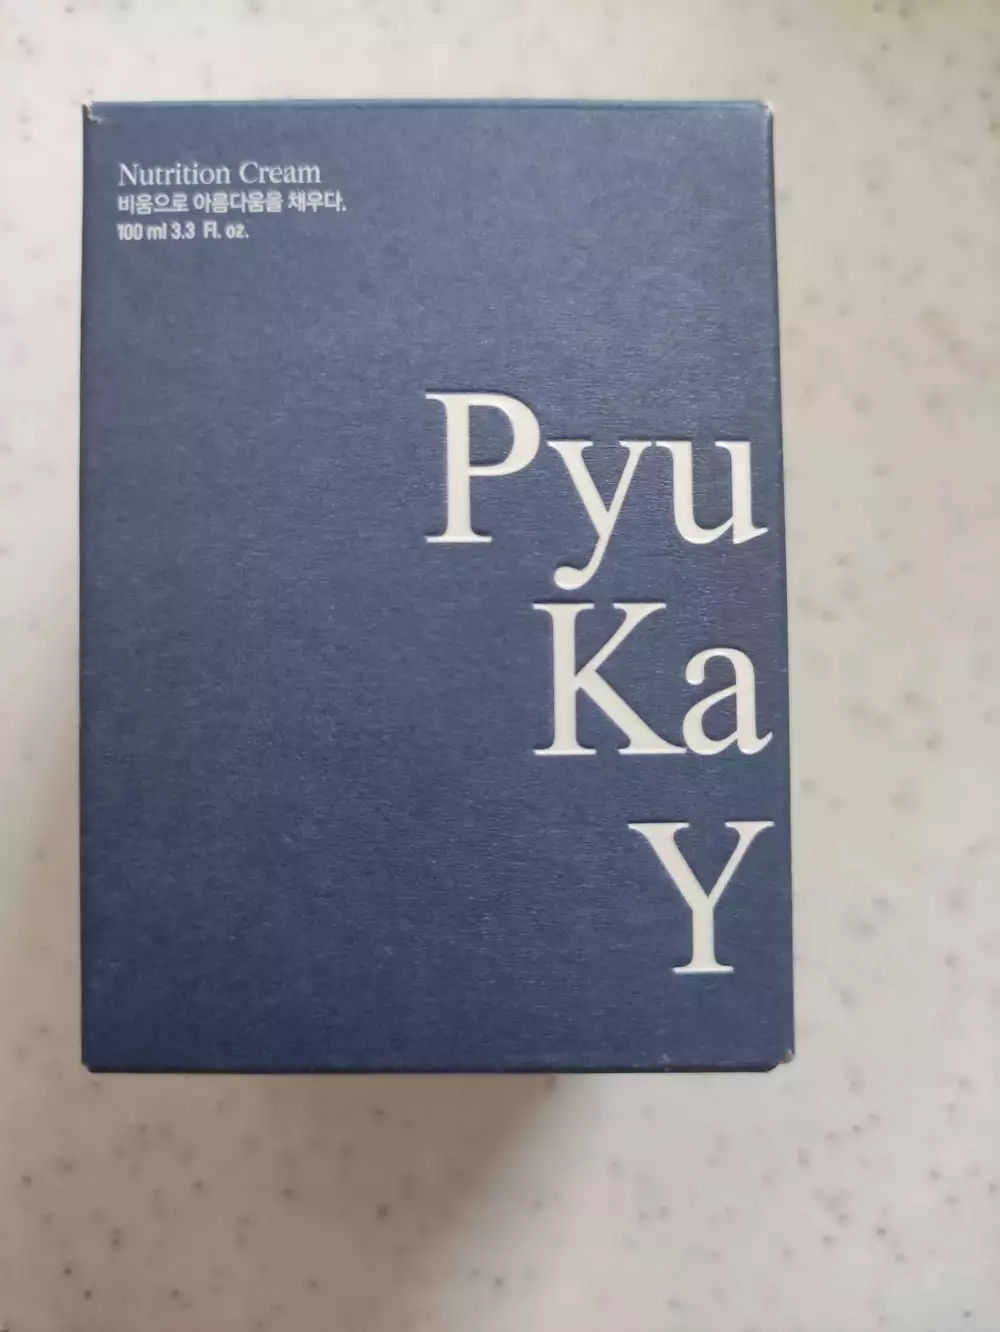 Nutrition Cream
비움으로 아름다움을 채우다.
100 ml 3.3 Fl. oz.
Pyu
Ka
Y